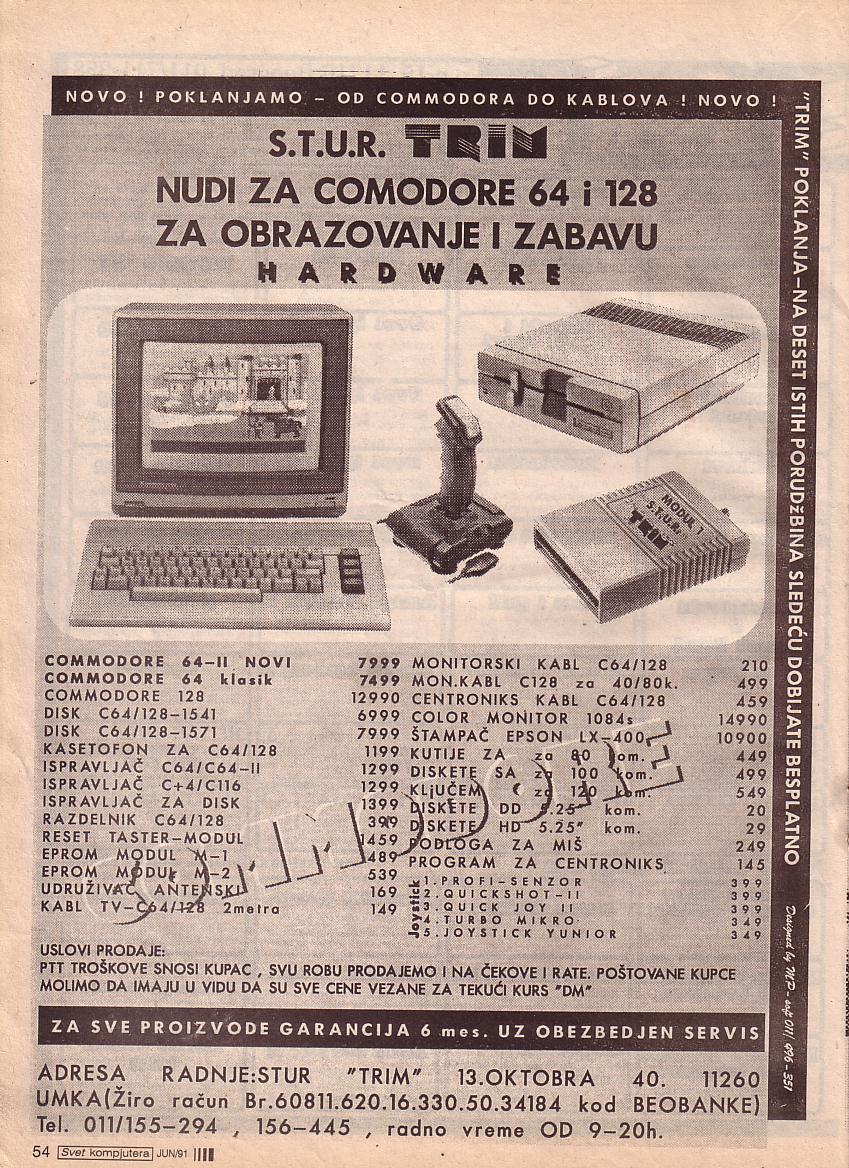 NOVO ! POKLANJAMO – OD COMMODORA DO KABLOVA ! NOVO !
"TRIM" POKLANJA–NA DESET ISTIH PORUDŽBINA SLEDEĆU DOBIJATE BESPLATNO
S.T.U.R. TRIM
NUDI ZA COMODORE 64 i 128
ZA OBRAZOVANJE I ZABAVU
HARDWARE
MODUL 1
S.T.U.R.
TRIM
COMMODORE 64–II NOVI 7999
COMMODORE 64 klasik 7499
COMMODORE 128 12990
DISK C64/128–1541 6999
DISK C64/128–1571 7999
KASETOFON ZA C64/128 1199
ISPRAVLJAČ C64/C64–II 1299
ISPRAVLJAČ C+4/C116 1299
ISPRAVLJAČ ZA DISK 1399
RAZDELNIK C64/128 399
RESET TASTER–MODUL 1459
EPROM MODUL M–1 489
EPROM MODUL M–2 539
UDRUŽIVAČ ANTENSKI 169
KABL TV–C64/128 2metra 149
MONITORSKI KABL C64/128 210
MON.KABL C128 za 40/80k. 499
CENTRONIKS KABL C64/128 459
COLOR MONITOR 1084s 14990
ŠTAMPAČ EPSON LX–400 10900
KUTIJE ZA za 80 kom. 449
DISKETE SA za 100 kom. 499
KLjUČEM za 120 kom. 549
DISKETE DD 5.25" kom. 20
DISKETE HD 5.25" kom. 29
PODLOGA ZA MIŠ 249
PROGRAM ZA CENTRONIKS 145
Joystick
1. PROFI–SENZOR 399
2. QUICKSHOT–II 399
3. QUICK JOY II 399
4. TURBO MIKRO 349
5. JOYSTICK YUNIOR 349
COMMODORE
USLOVI PRODAJE:
PTT TROŠKOVE SNOSI KUPAC , SVU ROBU PRODAJEMO I NA ČEKOVE I RATE. POŠTOVANE KUPCE
MOLIMO DA IMAJU U VIDU DA SU SVE CENE VEZANE ZA TEKUĆI KURS "DM"
Designed by MP – soft 011/ 496–351
ZA SVE PROIZVODE GARANCIJA 6 mes. UZ OBEZBEDJEN SERVIS
ADRESA RADNJE:STUR "TRIM" 13.OKTOBRA 40. 11260
UMKA(Žiro račun Br.60811.620.16.330.50.34184 kod BEOBANKE)
Tel. 011/155–294 , 156–445 , radno vreme OD 9–20h.
54 Svet kompjutera JUN/91